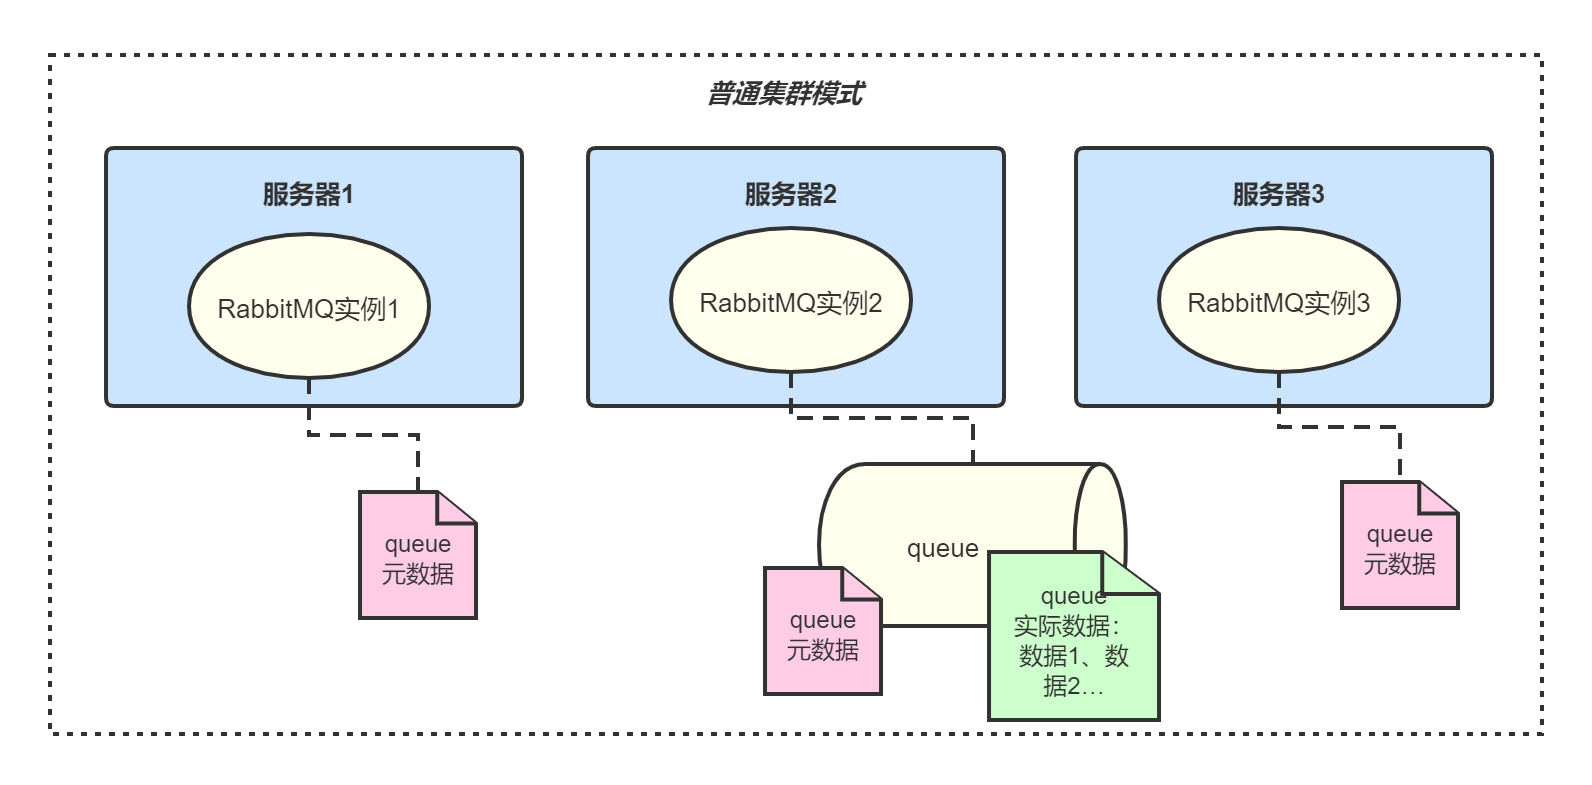 普通集群模式
服务器1
服务器2
服务器3
RabbitMQ实例1
RabbitMQ实例2
RabbitMQ实例3
queue
元数据
queue
queue
元数据
queue
实际数据：
数据1、数
据2…
queue
元数据